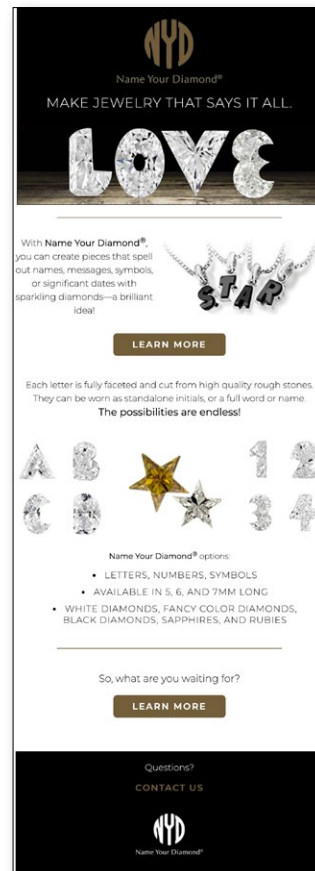 NYD
Name Your Diamond®
MAKE JEWELRY THAT SAYS IT ALL.
LOVE
With Name Your Diamond®,
you can create pieces that spell
out names, messages, symbols,
or significant dates with
sparkling diamonds—a brilliant
idea!
STAR
LEARN MORE
Each letter is fully faceted and cut from high quality rough stones.
They can be worn as standalone initials, or a full word or name.
The possibilities are endless!
A B 1 2
C D 3 4
Name Your Diamond® options:
• LETTERS, NUMBERS, SYMBOLS
• AVAILABLE IN 5, 6, AND 7MM LONG
• WHITE DIAMONDS, FANCY COLOR DIAMONDS,
BLACK DIAMONDS, SAPPHIRES, AND RUBIES
So, what are you waiting for?
LEARN MORE
Questions?
CONTACT US
NYD
Name Your Diamond®